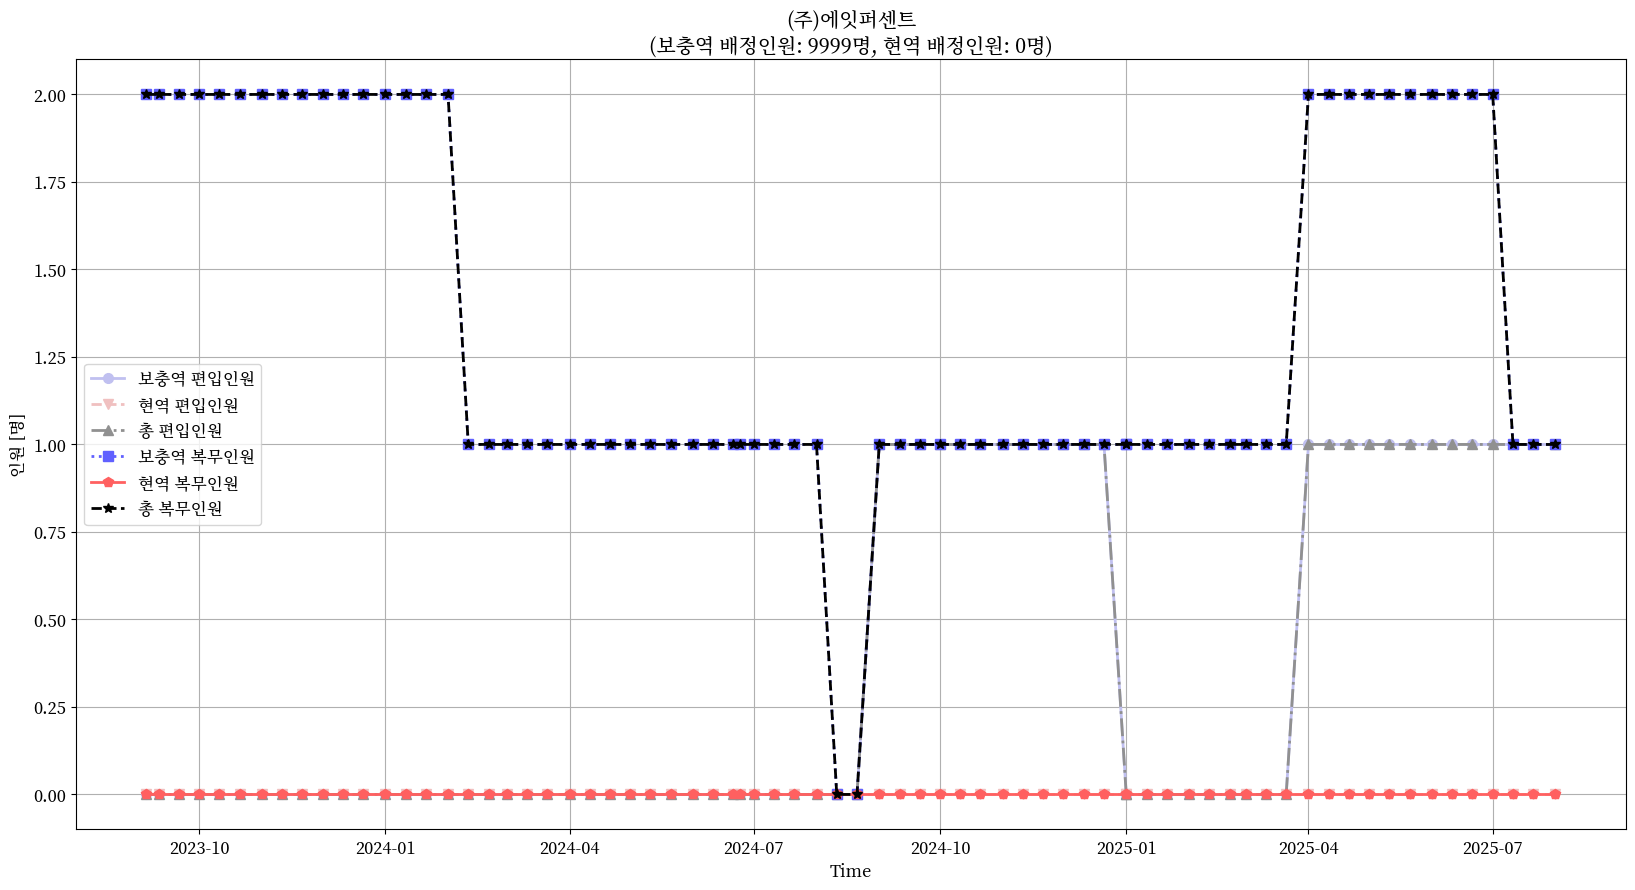 (주)에잇퍼센트
(보충역 배정인원: 9999명, 현역 배정인원: 0명)
인원 [명]
2.00
1.75
1.50
1.25
1.00
0.75
0.50
0.25
0.00
보충역 편입인원
현역 편입인원
총 편입인원
보충역 복무인원
현역 복무인원
총 복무인원
2023-10
2024-01
2024-04
2024-07
2024-10
2025-01
2025-04
2025-07
Time